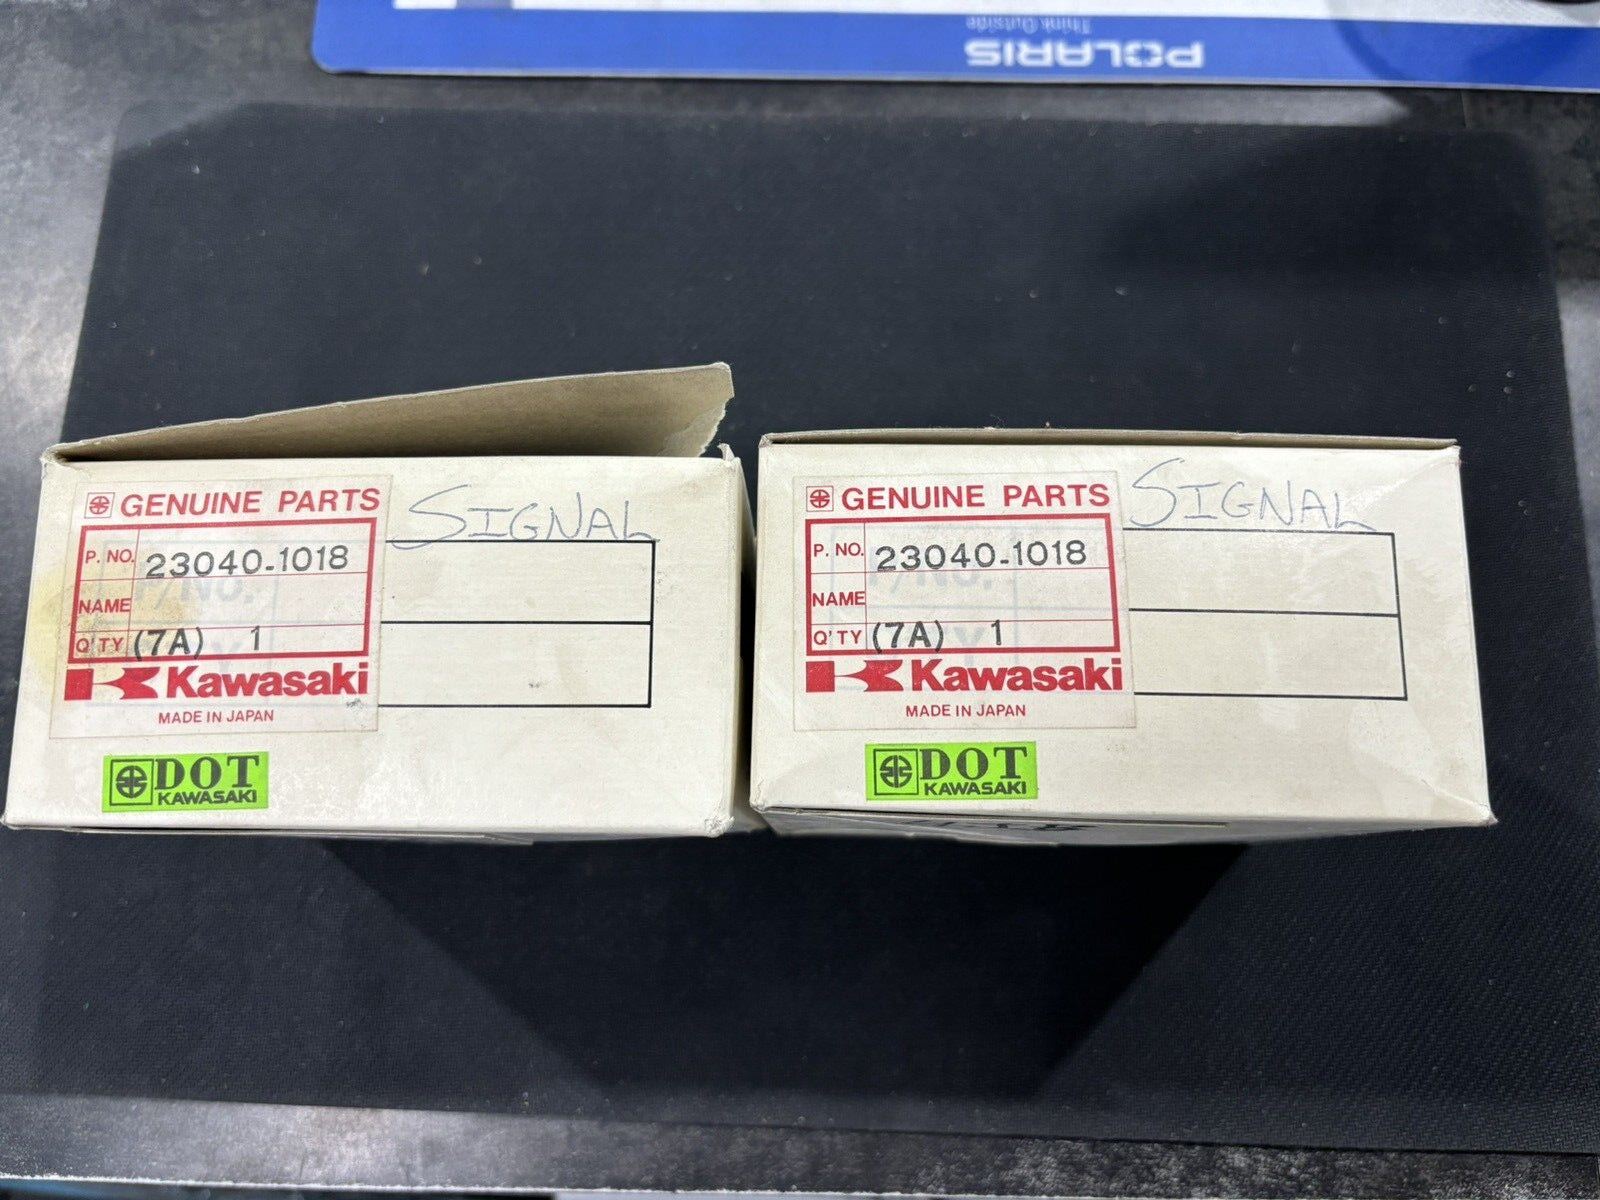 POLARIS
Think Outside
GENUINE PARTS
P. NO. 23040-1018
NAME
Q'TY (7A) 1
Kawasaki
MADE IN JAPAN
SIGNAL
DOT
KAWASAKI
GENUINE PARTS
P. NO. 23040-1018
NAME
Q'TY (7A) 1
Kawasaki
MADE IN JAPAN
SIGNAL
DOT
KAWASAKI